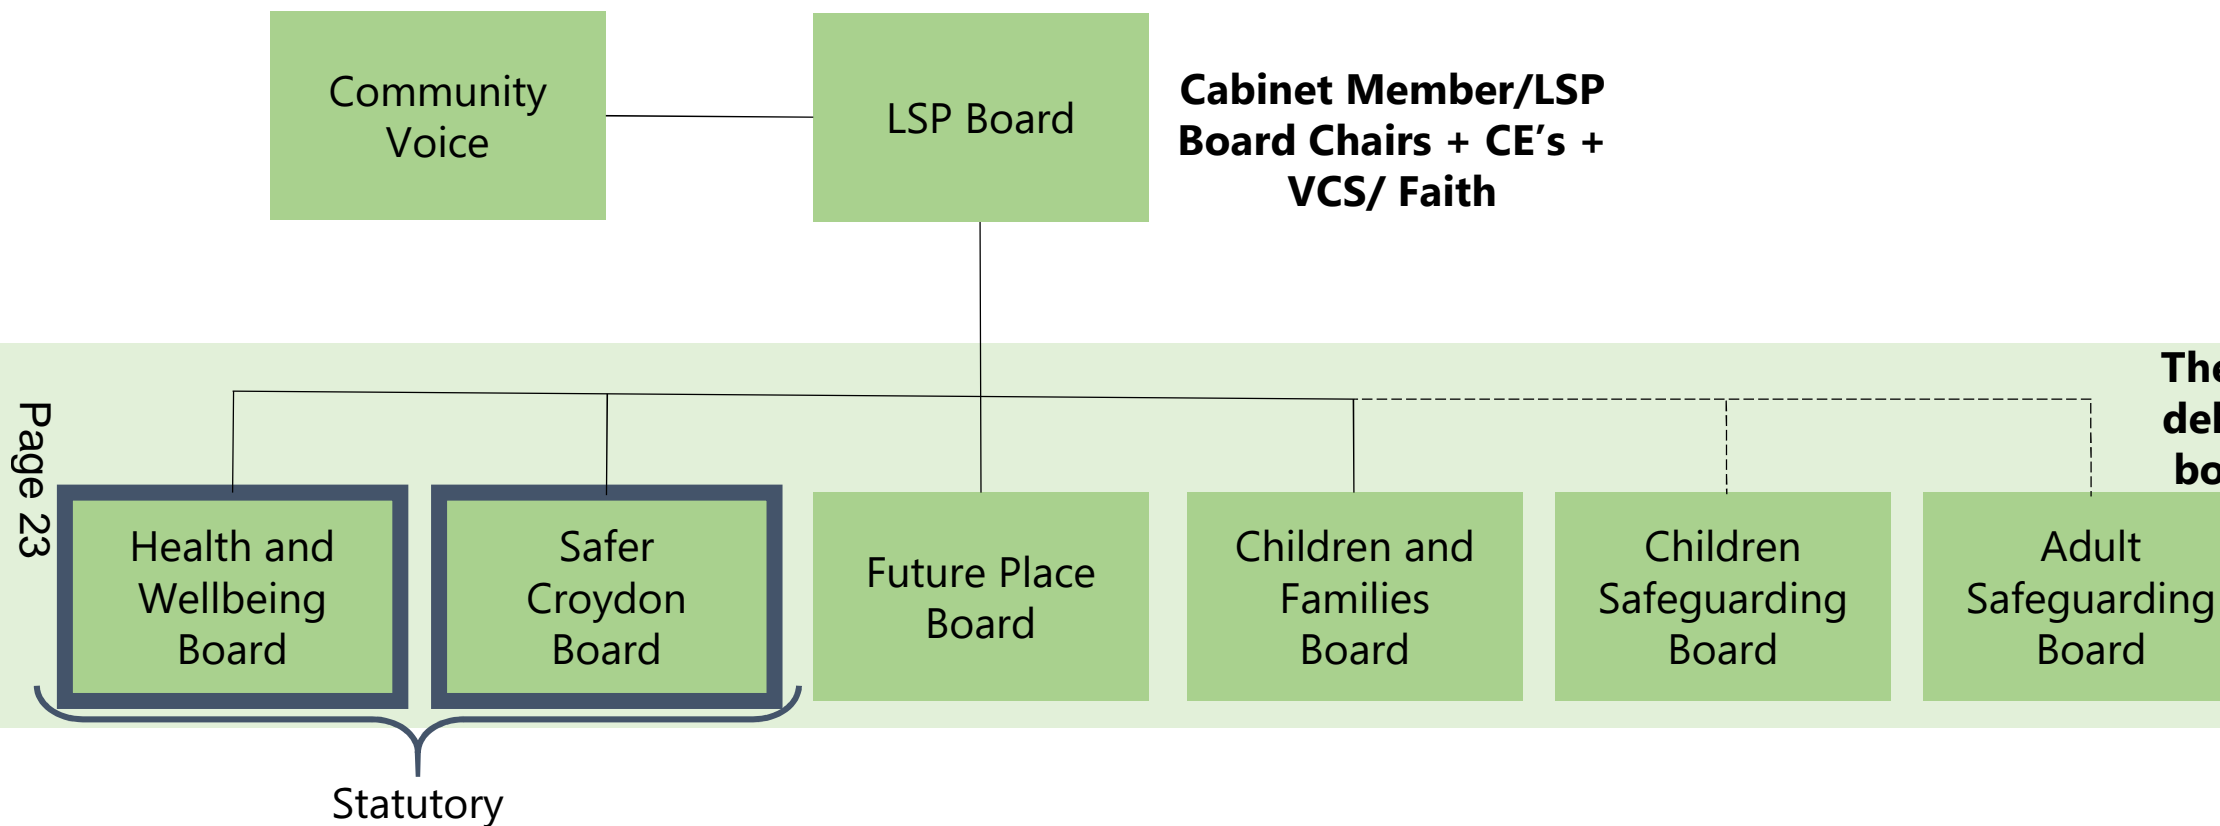 Community
Voice
LSP Board
Cabinet Member/LSP
Board Chairs + CE’s +
VCS/ Faith
Page 23
Health and
Wellbeing
Board
Safer
Croydon
Board
Future Place
Board
Children and
Families
Board
Children
Safeguarding
Board
Adult
Safeguarding
Board
Statutory